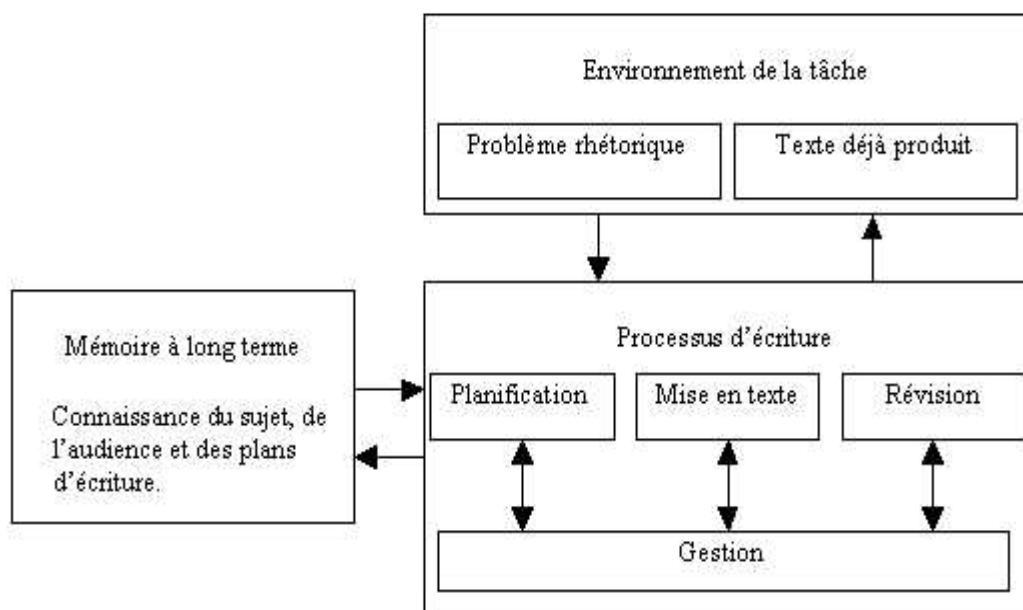 Environnement de la tâche
Problème rhétorique
Texte déjà produit
Mémoire à long terme
Connaissance du sujet, de
l'audience et des plans
d'écriture.
Processus d'écriture
Planification
Mise en texte
Révision
Gestion